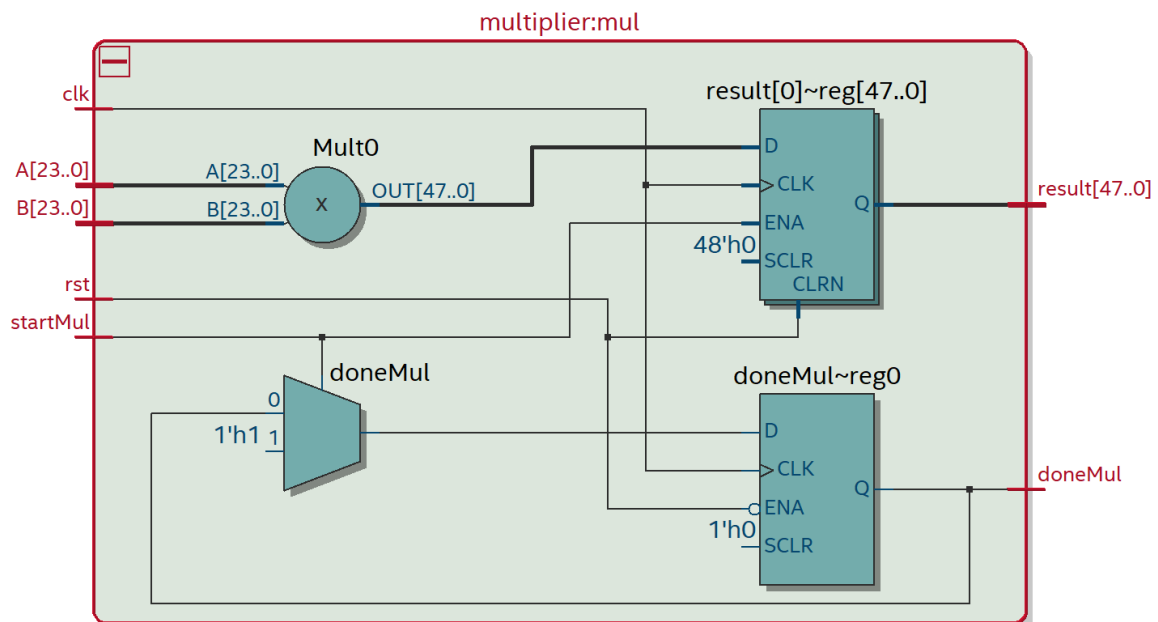 multiplier:mul
clk
A[23..0]
B[23..0]
rst
startMul
Mult0
A[23..0]
B[23..0]
x
OUT[47..0]
result[0]~reg[47..0]
D
CLK
ENA
48'h0
SCLR
CLRN
Q
result[47..0]
doneMul
0
1'h1
1
doneMul~reg0
D
CLK
ENA
1'h0
SCLR
Q
doneMul